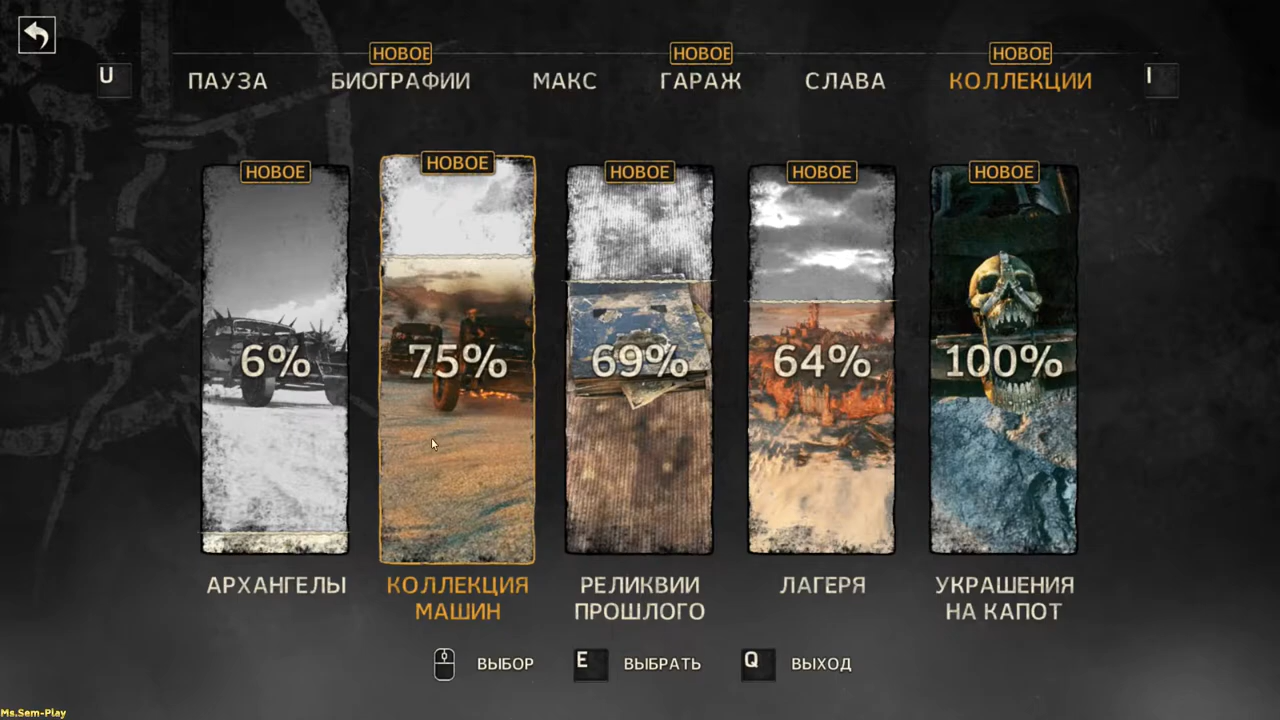 НОВОЕ НОВОЕ НОВОЕ
U ПАУЗА БИОГРАФИИ МАКС ГАРАЖ СЛАВА КОЛЛЕКЦИИ I
НОВОЕ НОВОЕ НОВОЕ НОВОЕ НОВОЕ
6% 75% 69% 64% 100%
АРХАНГЕЛЫ КОЛЛЕКЦИЯ РЕЛИКВИИ ЛАГЕРЯ УКРАШЕНИЯ
МАШИН ПРОШЛОГО НА КАПОТ
ВЫБОР E ВЫБРАТЬ Q ВЫХОД
Ms.Sem-Play